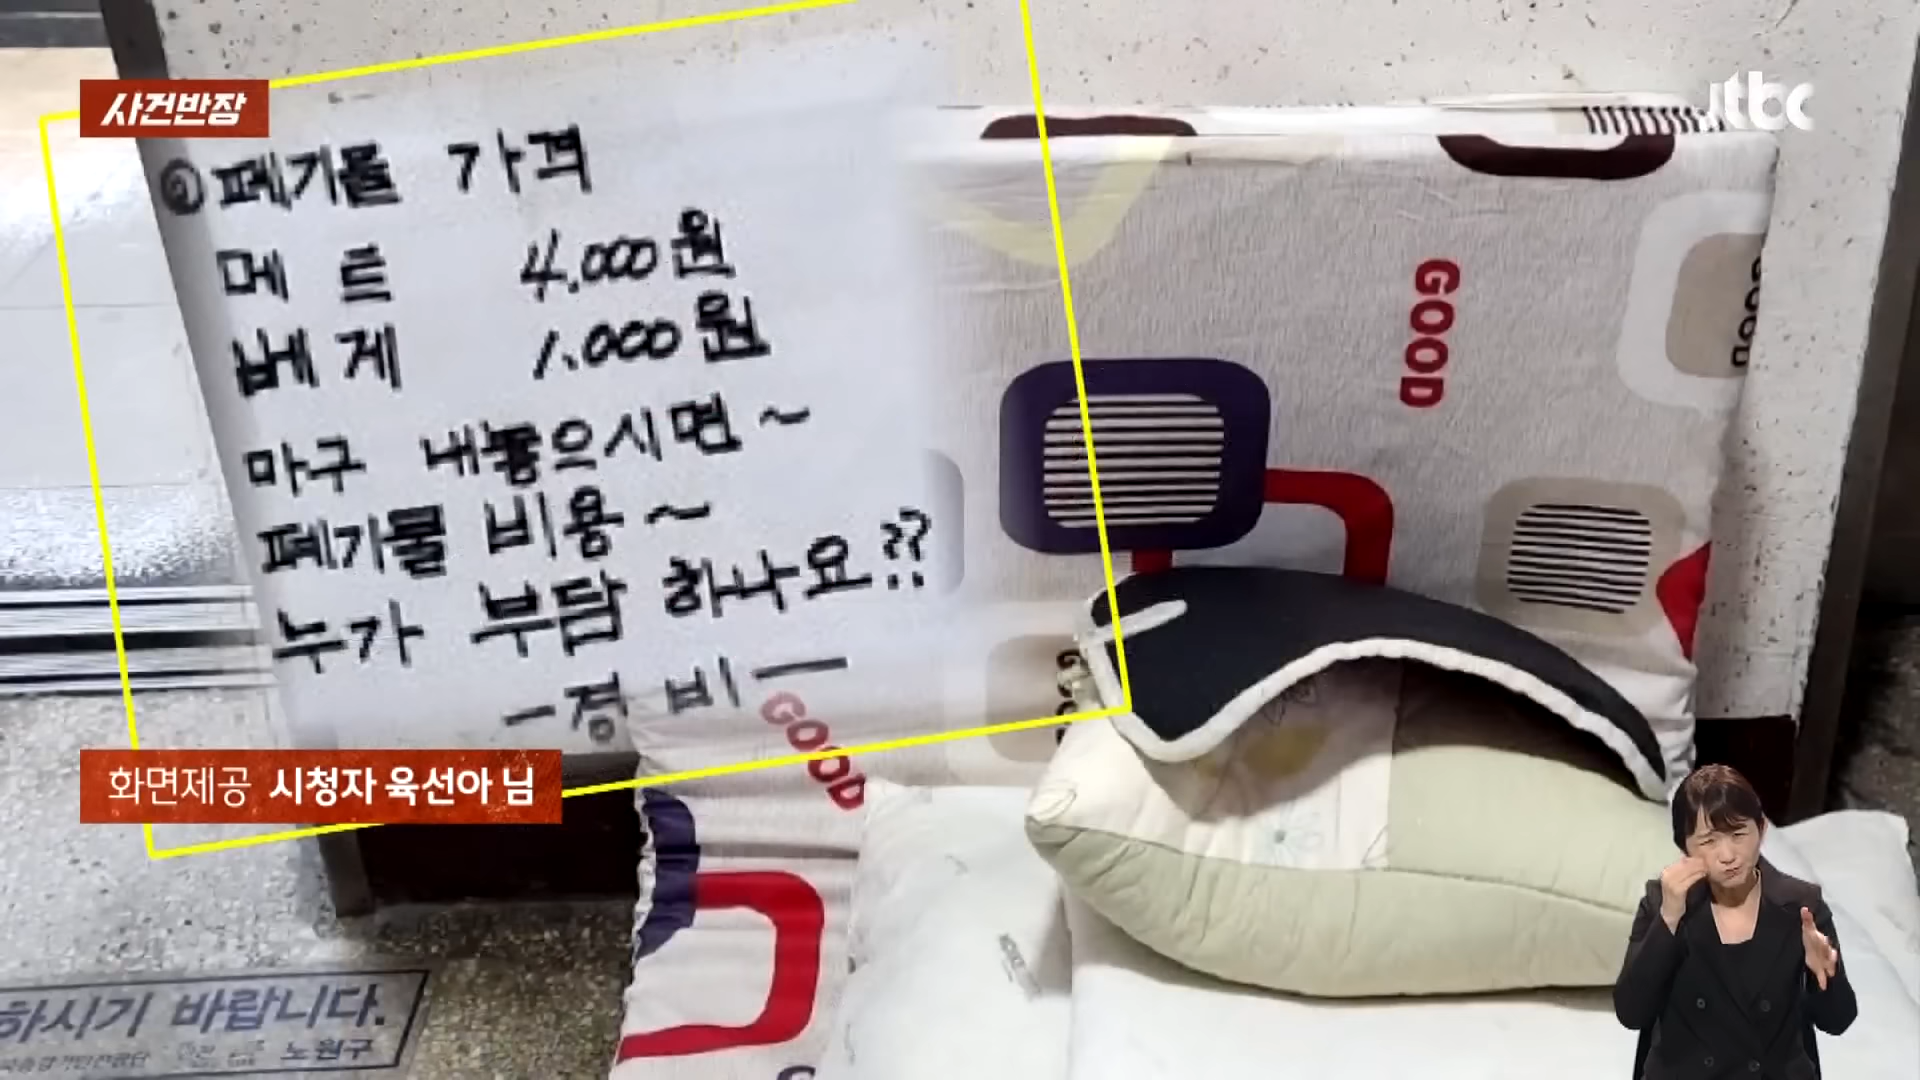 사건반장
jtbc
◎폐기물 가격
메트 4,000원
베게 1.000원
마구 내놓으시면~
폐기물 비용~
누가 부담 하나요??
-경비-
GOOD
GOOD
GOOD
화면제공 시청자 육선아 님
하시기 바랍니다.
노원구